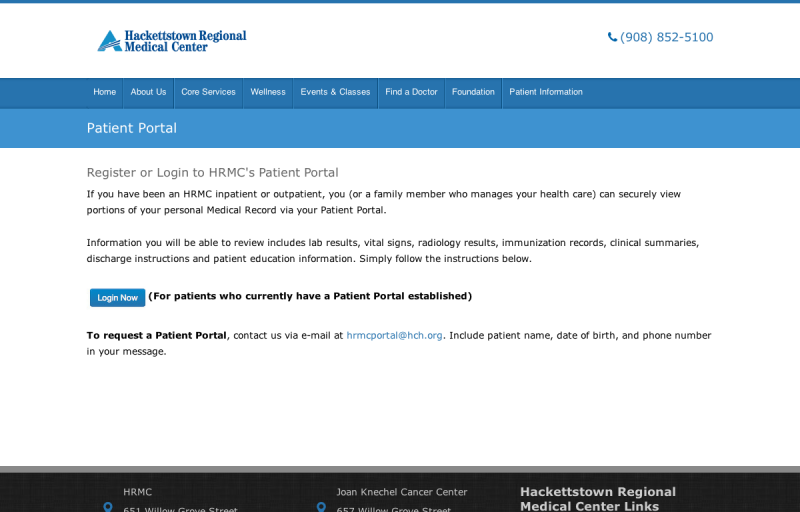 Hackettstown Regional
Medical Center
(908) 852-5100
Home About Us Core Services Wellness Events & Classes Find a Doctor Foundation Patient Information
Patient Portal
Register or Login to HRMC's Patient Portal
If you have been an HRMC inpatient or outpatient, you (or a family member who manages your health care) can securely view
portions of your personal Medical Record via your Patient Portal.
Information you will be able to review includes lab results, vital signs, radiology results, immunization records, clinical summaries,
discharge instructions and patient education information. Simply follow the instructions below.
Login Now (For patients who currently have a Patient Portal established)
To request a Patient Portal, contact us via e-mail at hrmcportal@hch.org. Include patient name, date of birth, and phone number
in your message.
HRMC
651 Willow Grove Street
Joan Knechel Cancer Center
657 Willow Grove Street
Hackettstown Regional
Medical Center Links